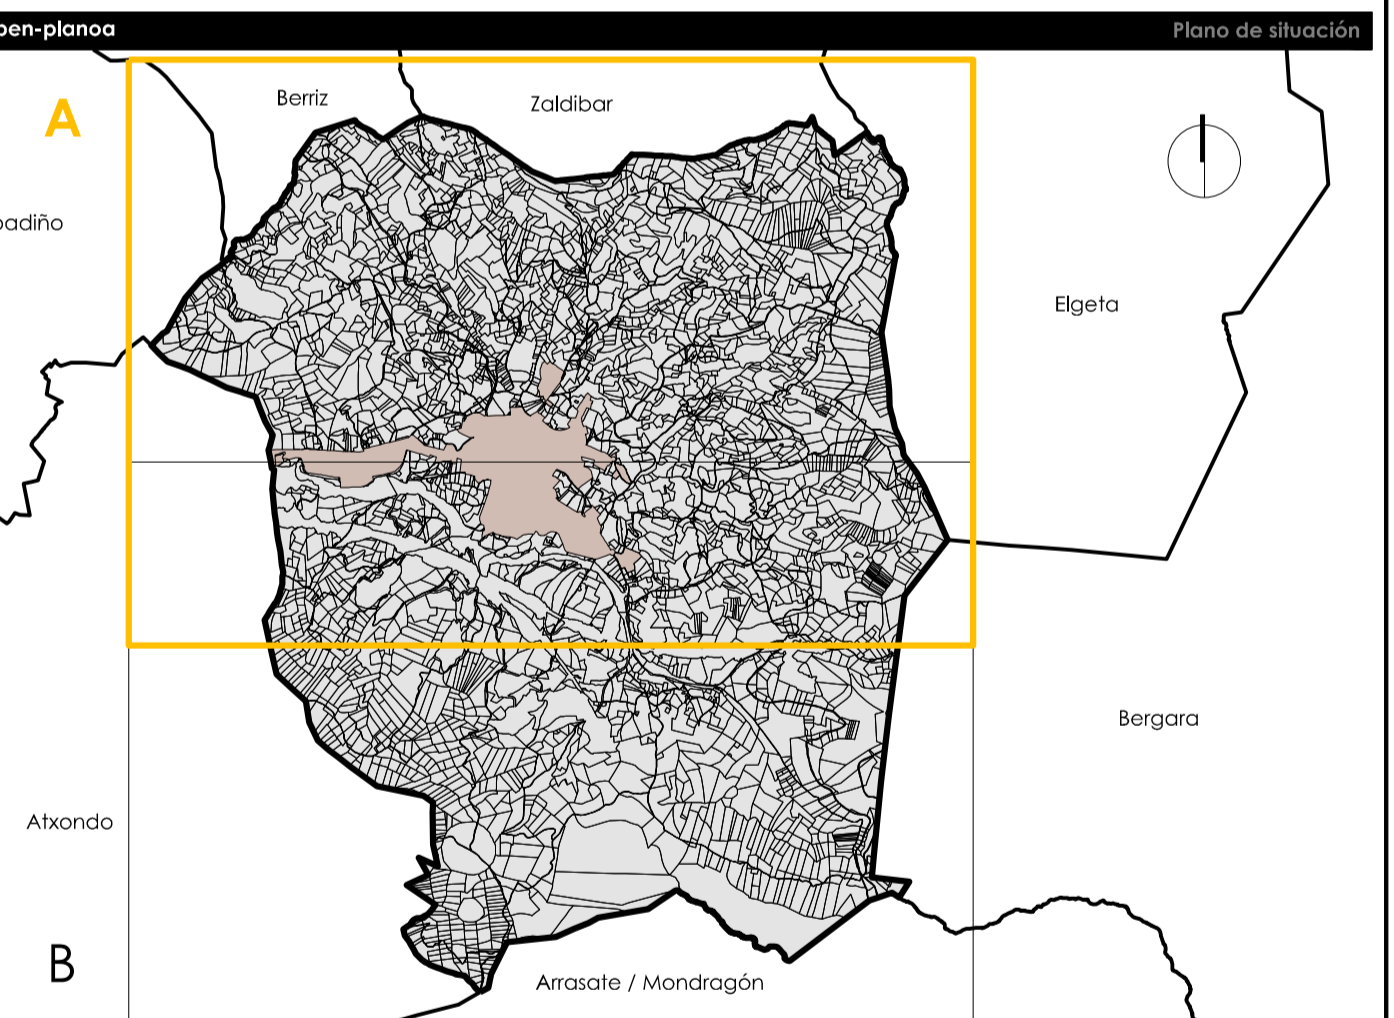 pen-planoa
Plano de situación
Berriz
Zaldibar
A
badiño
Elgeta
Bergara
Atxondo
B
Arrasate / Mondragón